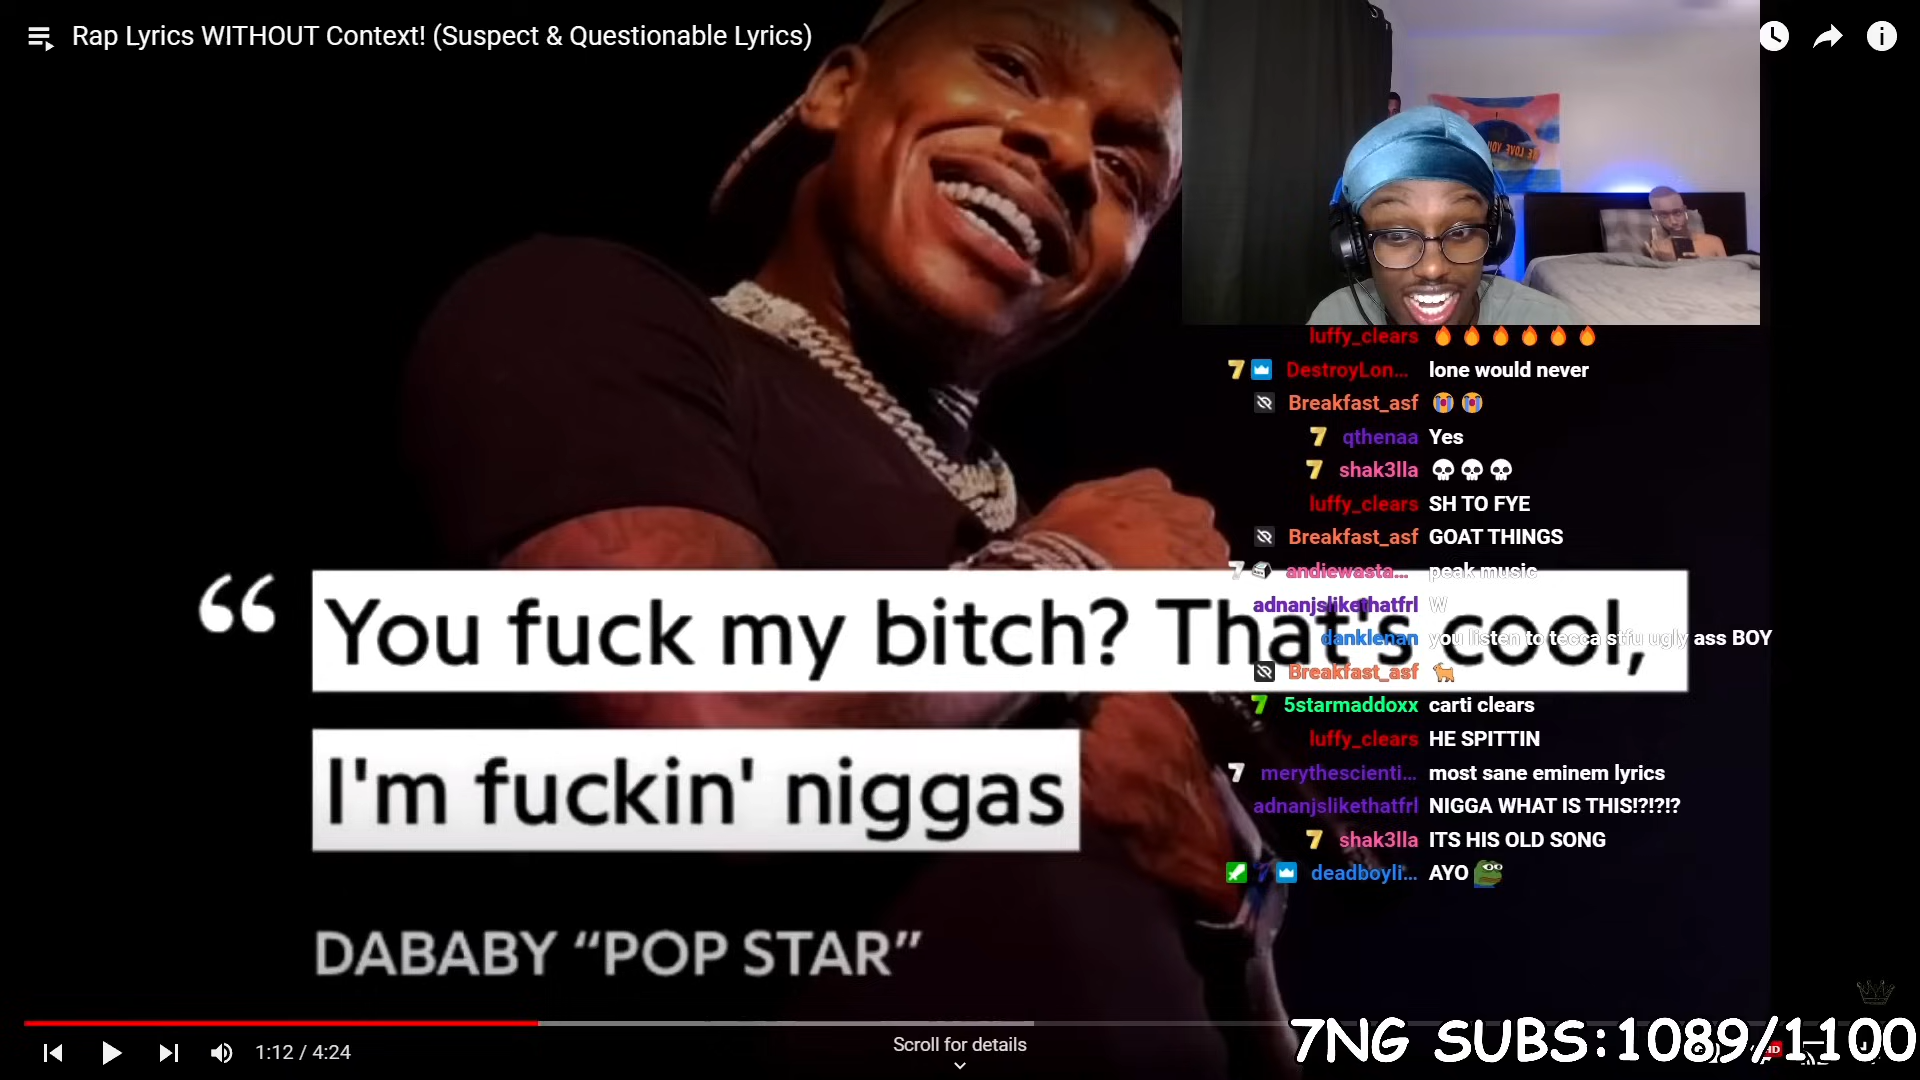 Rap Lyrics WITHOUT Context! (Suspect & Questionable Lyrics)
luffy_clears
DestroyLon... lone would never
Breakfast_asf
qthenaa Yes
shak3lla
luffy_clears SH TO FYE
Breakfast_asf GOAT THINGS
andiewasta... peak music
adnanjslikethatfrl W
danklenan you listen to tecca stfu ugly ass BOY
Breakfast_asf
5starmaddoxx carti clears
luffy_clears HE SPITTIN
merythescienti... most sane eminem lyrics
adnanjslikethatfrl NIGGA WHAT IS THIS!?!?!?
shak3lla ITS HIS OLD SONG
deadboyli... AYO
“ You fuck my bitch? That's cool,
I'm fuckin' niggas
DABABY “POP STAR”
1:12 / 4:24
Scroll for details
7NG SUBS:1089/1100